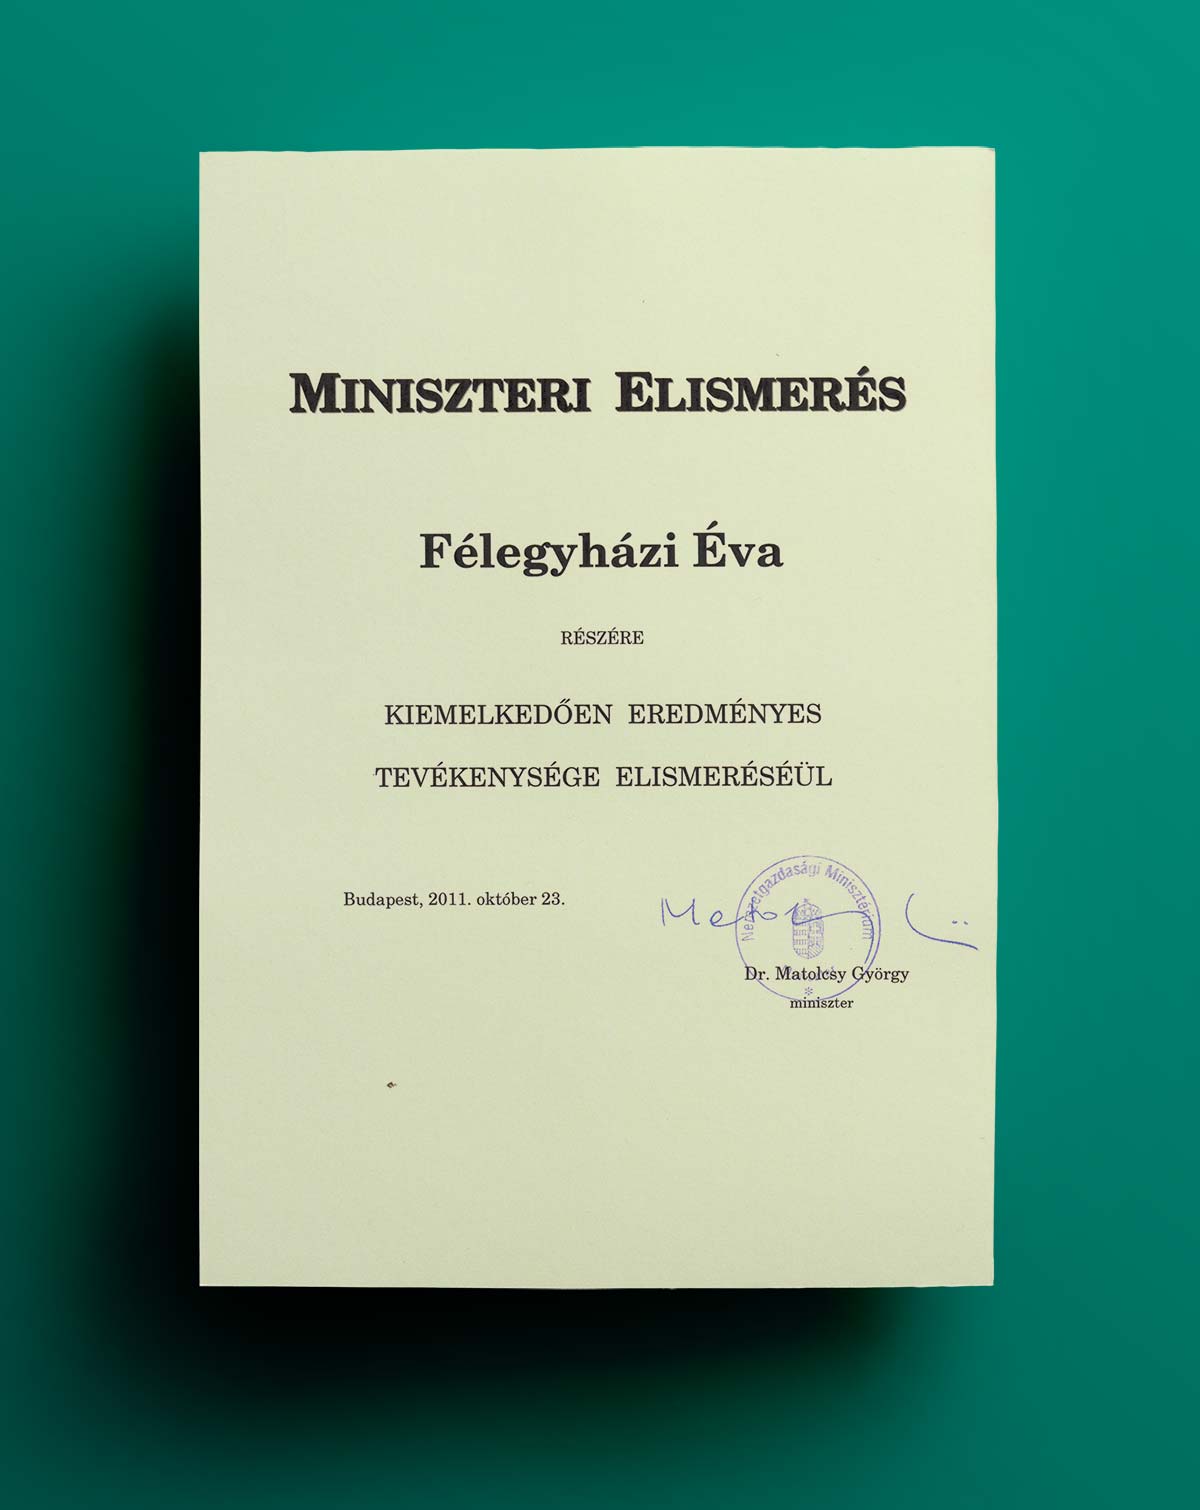 MINISZTERI ELISMERÉS
Félegyházi Éva
RÉSZÉRE
KIEMELKEDŐEN EREDMÉNYES
TEVÉKENYSÉGE ELISMERÉSÉÜL
Budapest, 2011. október 23.
Nemzetgazdasági Minisztérium
Dr. Matolcsy György
miniszter